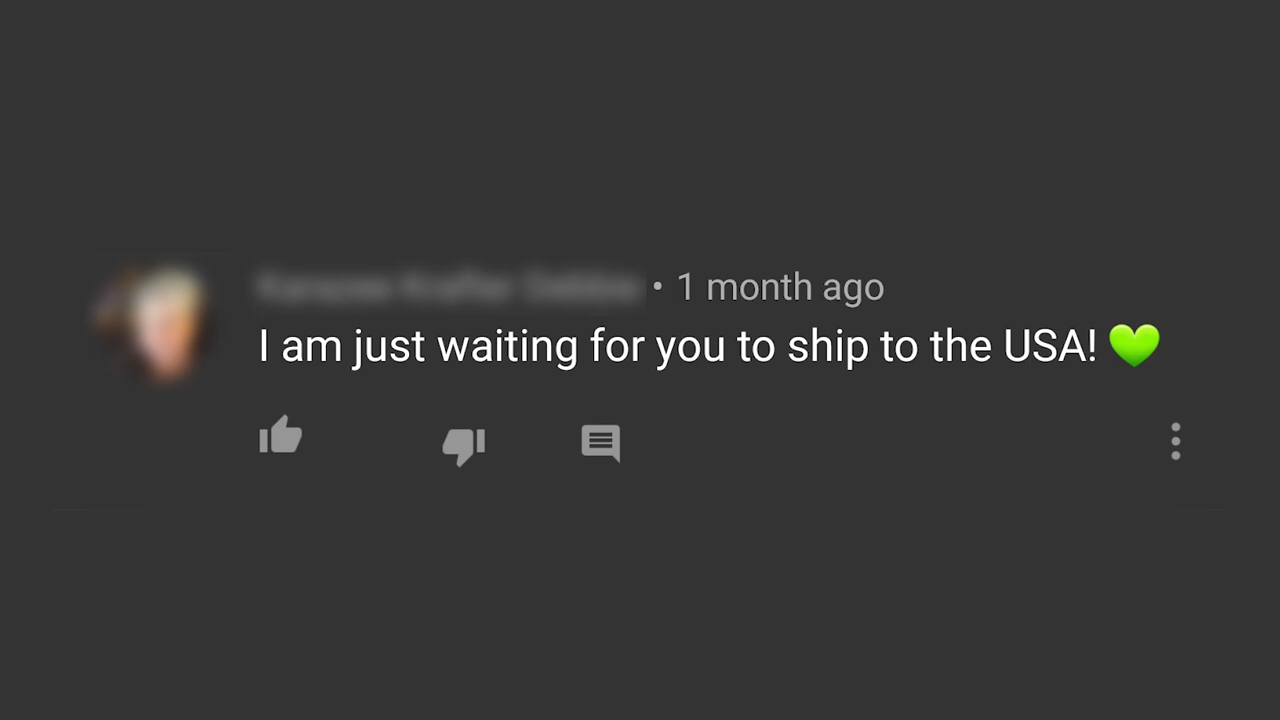 • 1 month ago
I am just waiting for you to ship to the USA! 💚